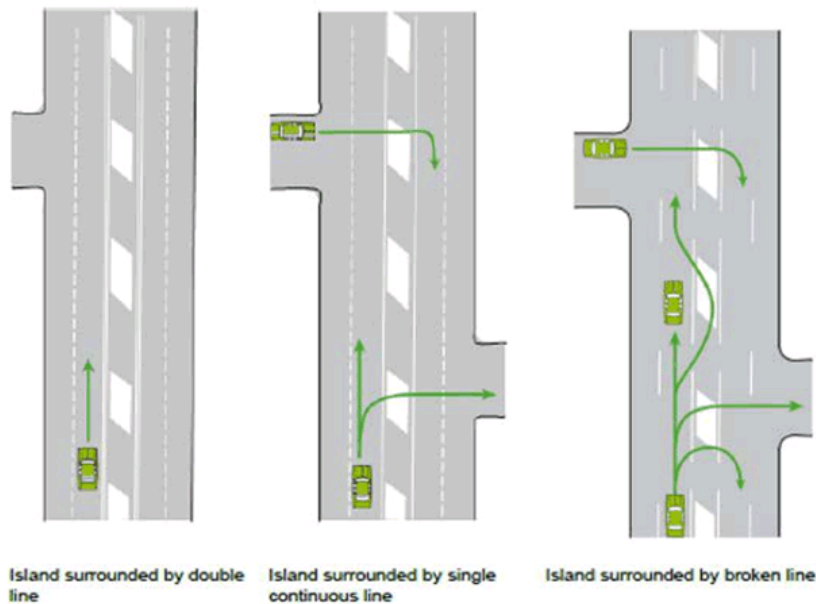 Island surrounded by double
line
Island surrounded by single
continuous line
Island surrounded by broken line